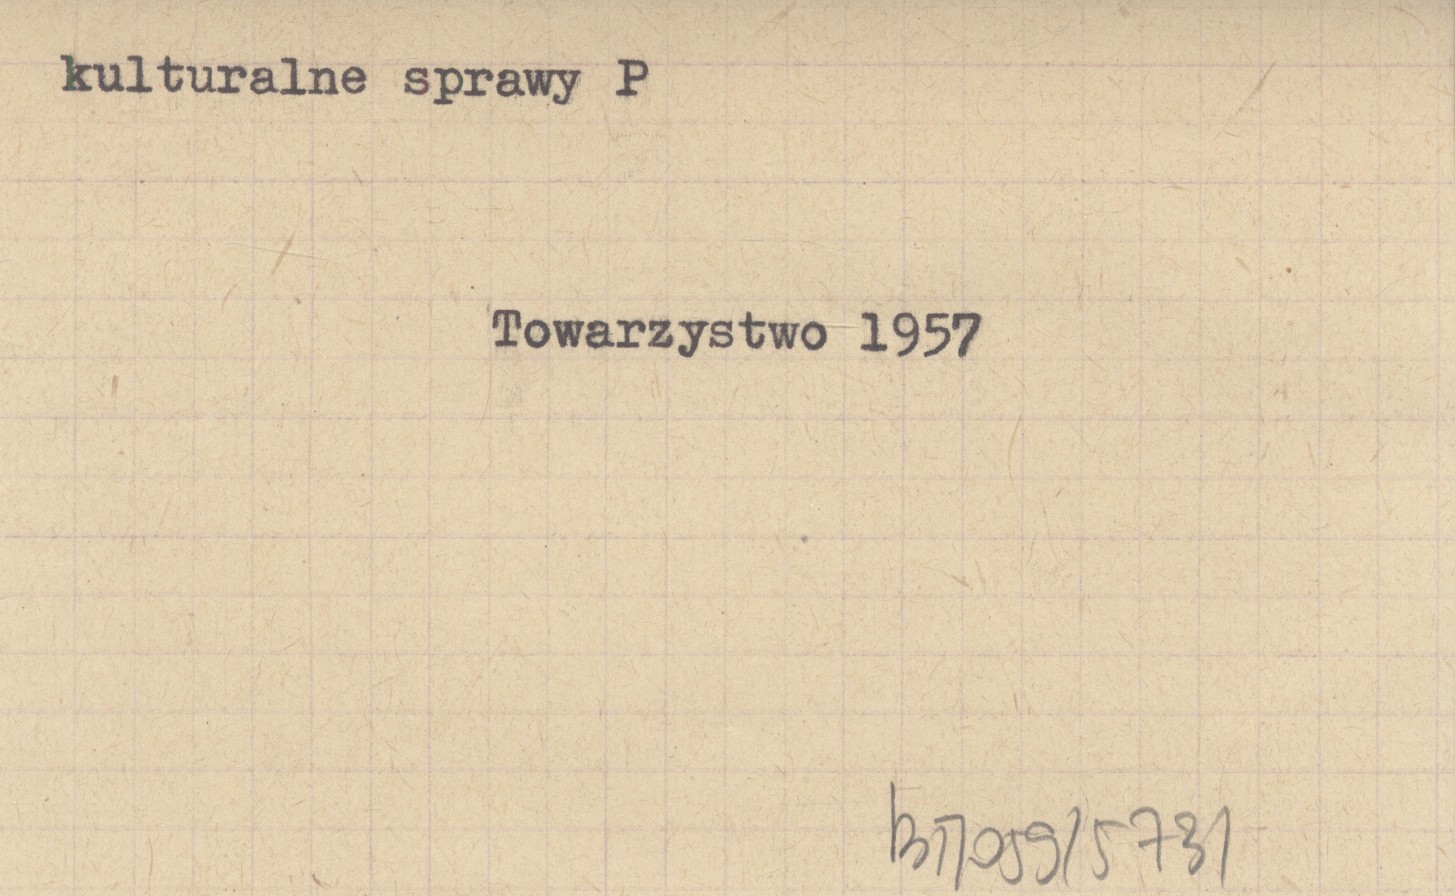 kulturalne sprawy P
Towarzystwo 1957